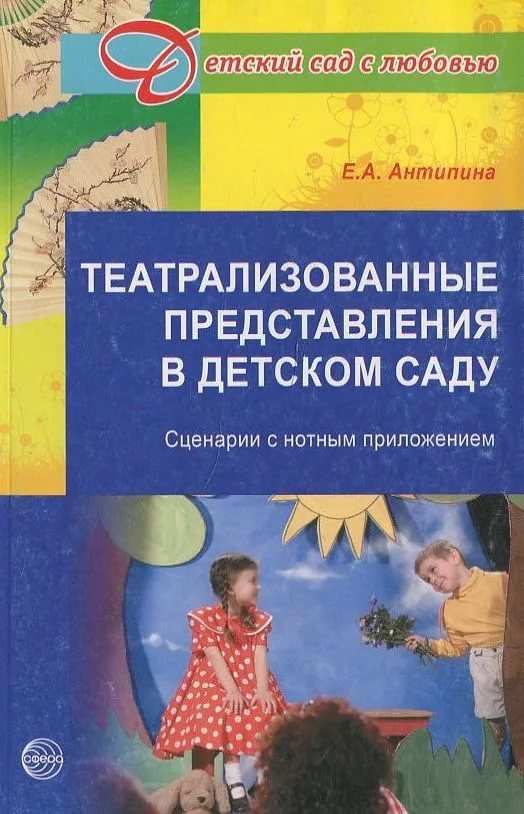 Детский сад с любовью
Е.А. Антипина
ТЕАТРАЛИЗОВАННЫЕ
ПРЕДСТАВЛЕНИЯ
В ДЕТСКОМ САДУ
Сценарии с нотным приложением
сфера